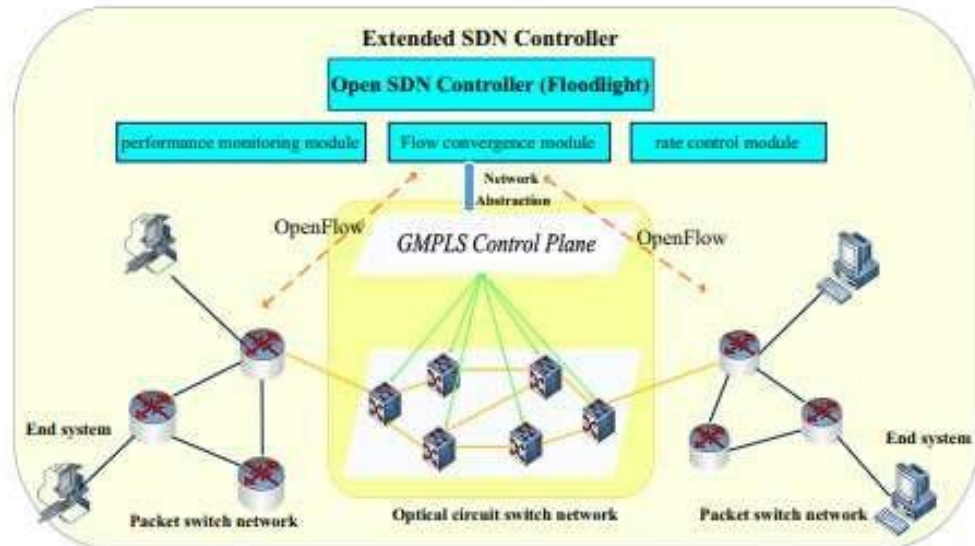 Extended SDN Controller
Open SDN Controller (Floodlight)
performance monitoring module
Flow convergence module
rate control module
Network
Abstraction
OpenFlow
OpenFlow
GMPLS Control Plane
End system
End system
Packet switch network
Optical circuit switch network
Packet switch network